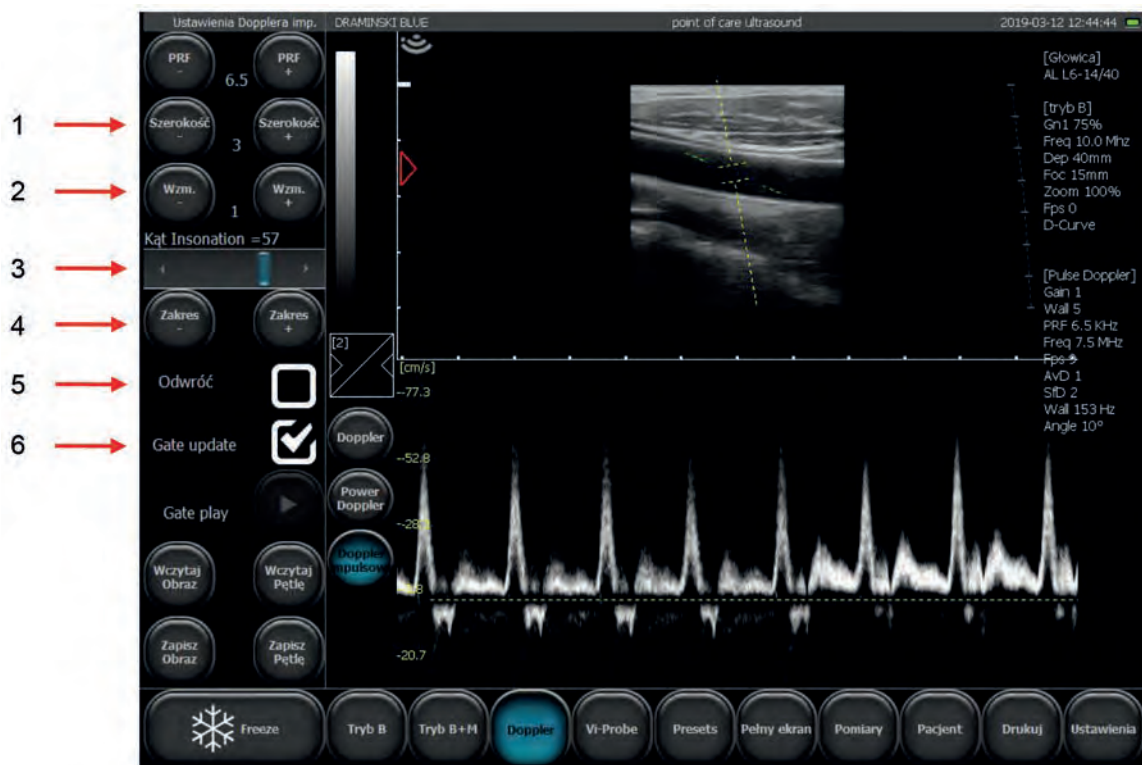 Ustawienia Dopplera imp.
DRAMINSKI BLUE
point of care ultrasound
2019-03-12 12:44:44
PRF
-
6.5
PRF
+
1
Szerokość
-
3
Szerokość
+
2
Wzm.
-
1
Wzm.
+
Kąt Insonation =57
3
4
Zakres
-
Zakres
+
5
Odwróć
6
Gate update
Gate play
Wczytaj
Obraz
Wczytaj
Pętlę
Zapisz
Obraz
Zapisz
Pętlę
[2]
Doppler
Power
Doppler
Doppler
[Głowica]
AL L6-14/40
[tryb B]
Gn1 75%
Freq 10.0 Mhz
Dep 40mm
Foc 15mm
Zoom 100%
Fps 0
D-Curve
[Pulse Doppler]
Gain 1
Wall 5
PRF 6.5 KHz
Freq 7.5 MHz
Fps 9
AvD 1
SfD 2
Wall 153 Hz
Angle 10º
[cm/s]
-77.3
-52.8
-20.7
Freeze
Tryb B
Tryb B+M
Doppler
Vi-Probe
Presets
Pełny ekran
Pomiary
Pacjent
Drukuj
Ustawienia